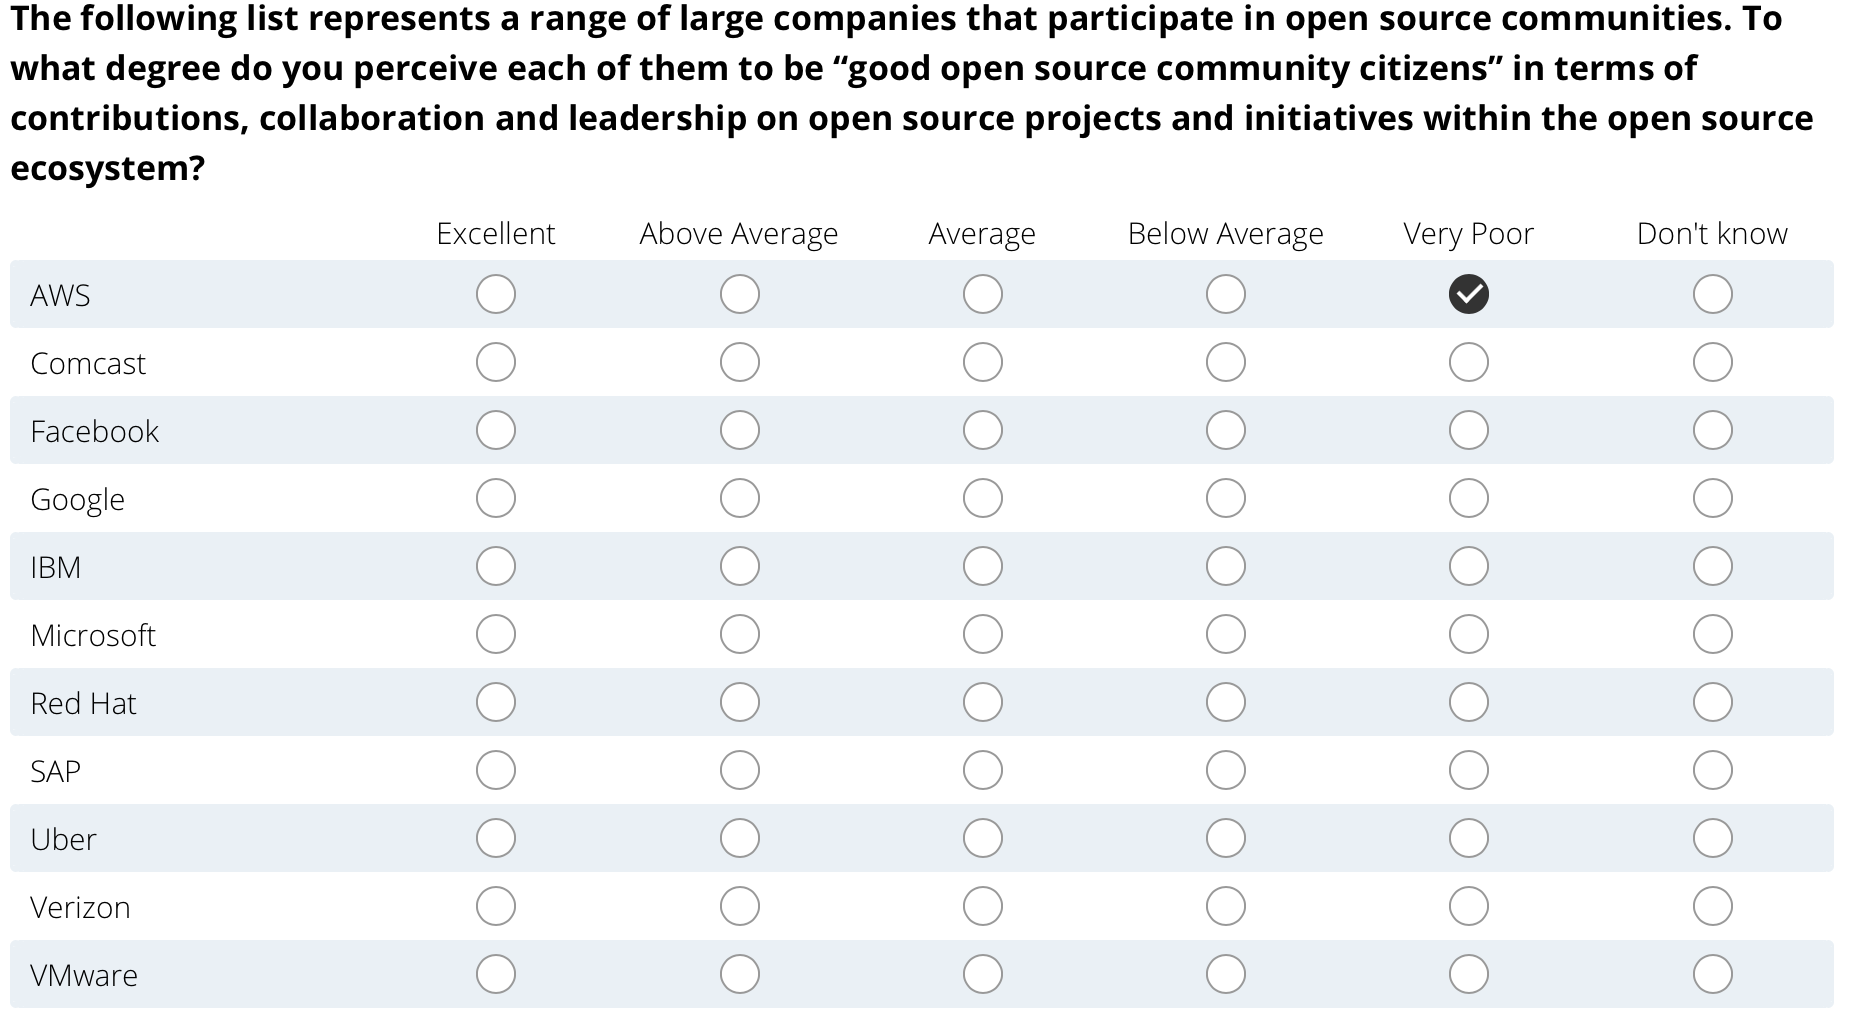 The following list represents a range of large companies that participate in open source communities. To
what degree do you perceive each of them to be “good open source community citizens” in terms of
contributions, collaboration and leadership on open source projects and initiatives within the open source
ecosystem?
Excellent Above Average Average Below Average Very Poor Don't know
AWS
Comcast
Facebook
Google
IBM
Microsoft
Red Hat
SAP
Uber
Verizon
VMware